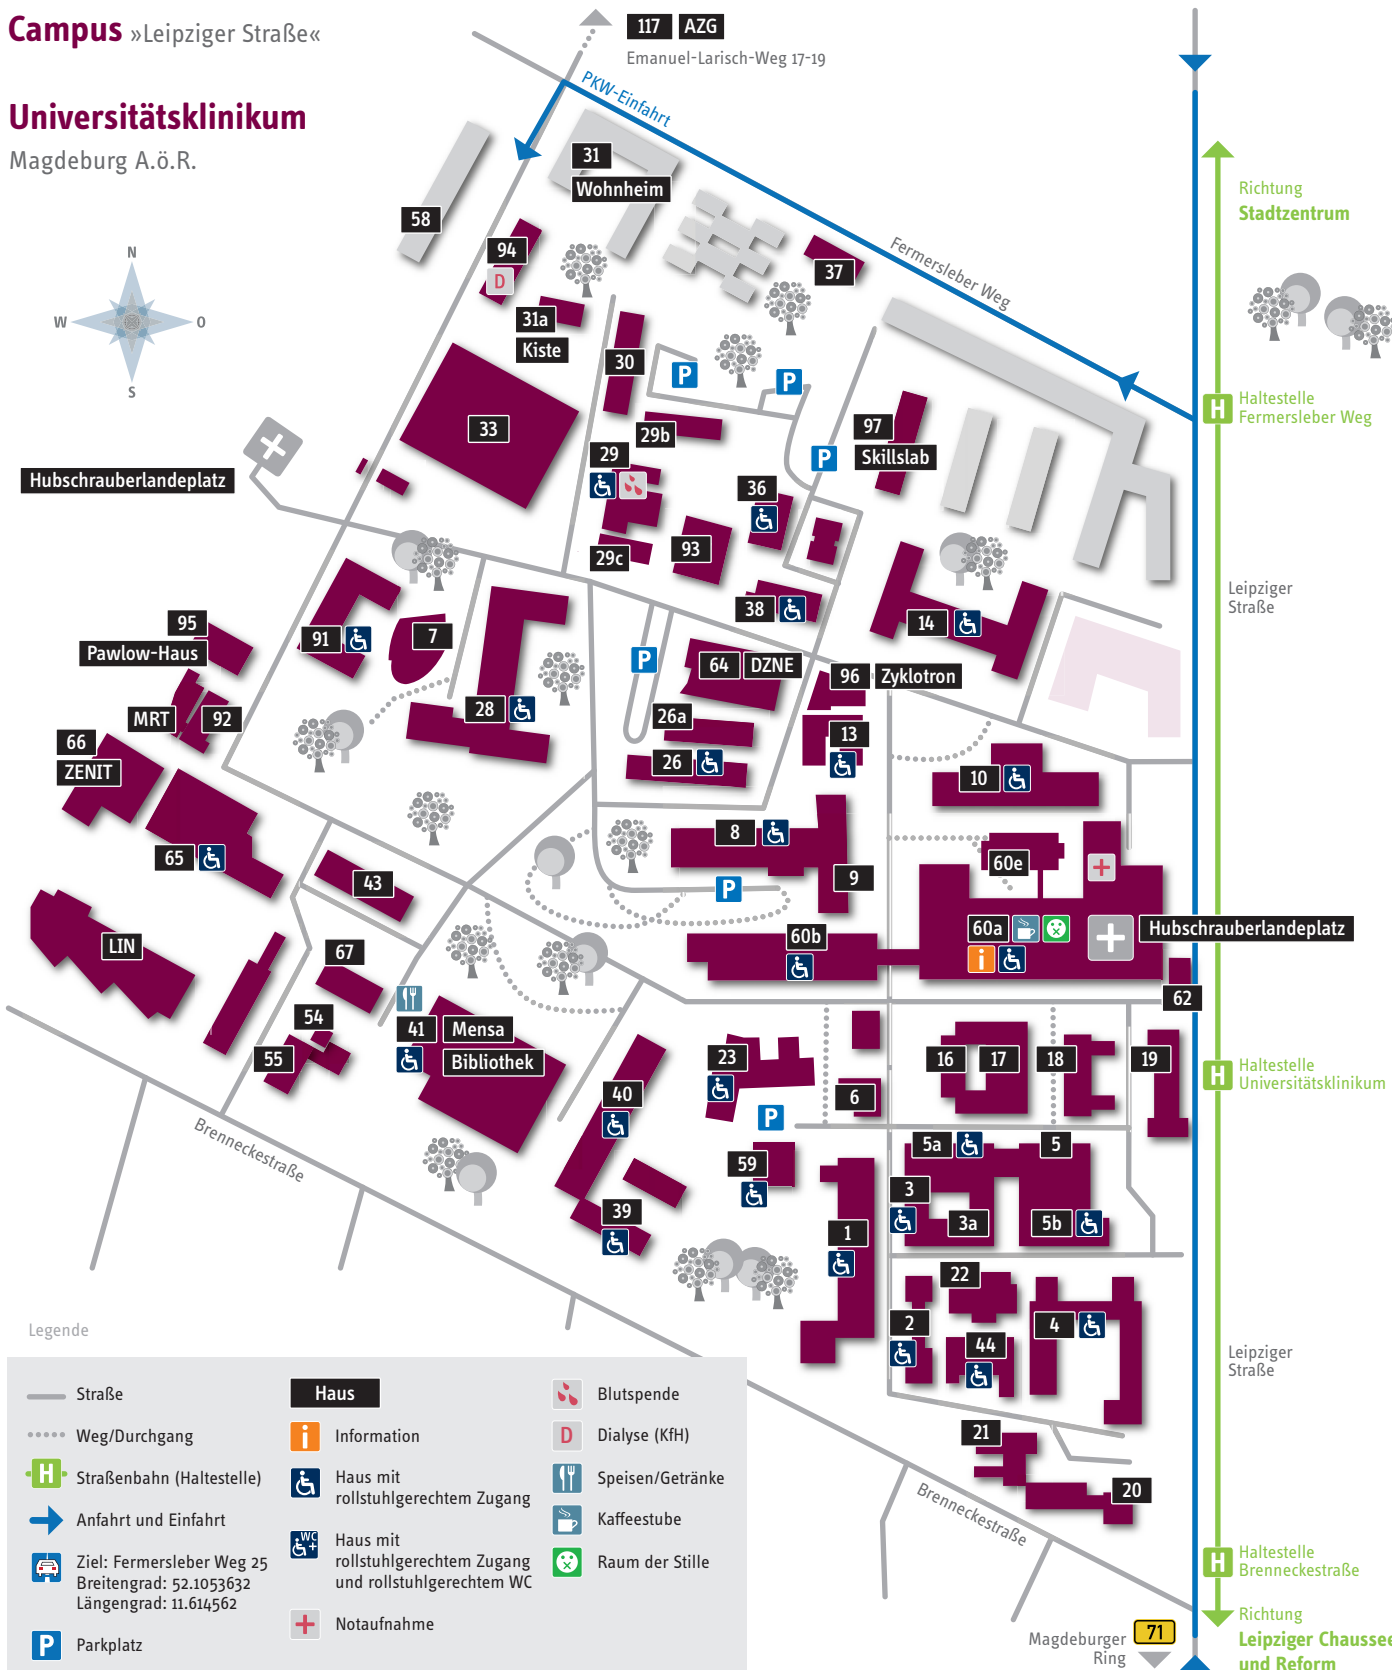 Campus »Leipziger Straße«
Universitätsklinikum
Magdeburg A.ö.R.
117 AZG
Emanuel-Larisch-Weg 17-19
PKW-Einfahrt
31
Wohnheim
58
94
D
37
Fermersleber Weg
Richtung
Stadtzentrum
N
W
O
S
31a
Kiste
30
P
P
29b
33
29
97
Skillslab
P
Haltestelle
Fermersleber Weg
H
Hubschrauberlandeplatz
36
29c
93
38
14
Leipziger
Straße
95
Pawlow-Haus
91
7
P
64 DZNE
96 Zyklotron
MRT
92
28
26a
13
66
ZENIT
26
10
65
8
43
9
P
60e
LIN
60b
60a
i
Hubschrauberlandeplatz
67
62
54
41 Mensa
Bibliothek
55
23
16
17
18
19
H
Haltestelle
Universitätsklinikum
40
6
P
Brenneckestraße
59
5a
5
3
3a
5b
39
1
22
2
44
4
Leipziger
Straße
21
20
Brenneckestraße
H
Haltestelle
Brenneckestraße
Richtung
Leipziger Chaussee
und Reform
Magdeburger
Ring
71
Legende
Straße
Weg/Durchgang
H
Straßenbahn (Haltestelle)
Anfahrt und Einfahrt
Ziel: Fermersleber Weg 25
Breitengrad: 52.1053632
Längengrad: 11.614562
P
Parkplatz
Haus
i
Information
Haus mit
rollstuhlgerechtem Zugang
WC
Haus mit
rollstuhlgerechtem Zugang
und rollstuhlgerechtem WC
Notaufnahme
Blutspende
D
Dialyse (KfH)
Speisen/Getränke
Kaffeestube
Raum der Stille